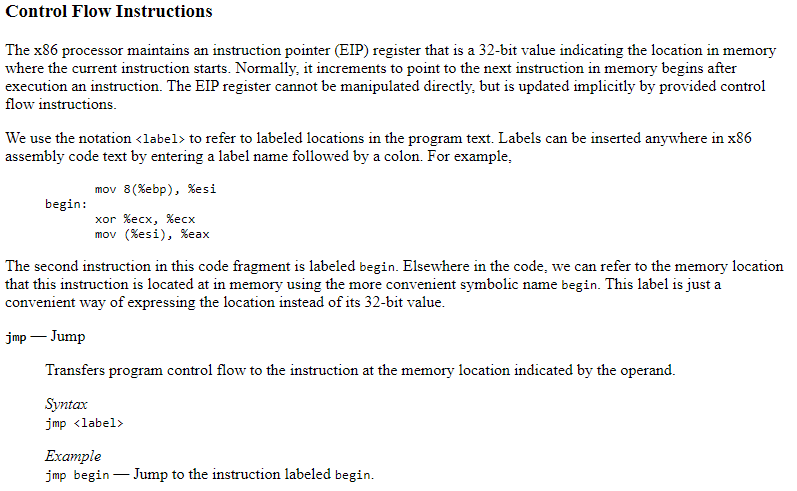 Control Flow Instructions
The x86 processor maintains an instruction pointer (EIP) register that is a 32-bit value indicating the location in memory
where the current instruction starts. Normally, it increments to point to the next instruction in memory begins after
execution an instruction. The EIP register cannot be manipulated directly, but is updated implicitly by provided control
flow instructions.
We use the notation <label> to refer to labeled locations in the program text. Labels can be inserted anywhere in x86
assembly code text by entering a label name followed by a colon. For example,
mov 8(%ebp), %esi
begin:
xor %ecx, %ecx
mov (%esi), %eax
The second instruction in this code fragment is labeled begin. Elsewhere in the code, we can refer to the memory location
that this instruction is located at in memory using the more convenient symbolic name begin. This label is just a
convenient way of expressing the location instead of its 32-bit value.
jmp — Jump
Transfers program control flow to the instruction at the memory location indicated by the operand.
Syntax
jmp <label>
Example
jmp begin — Jump to the instruction labeled begin.